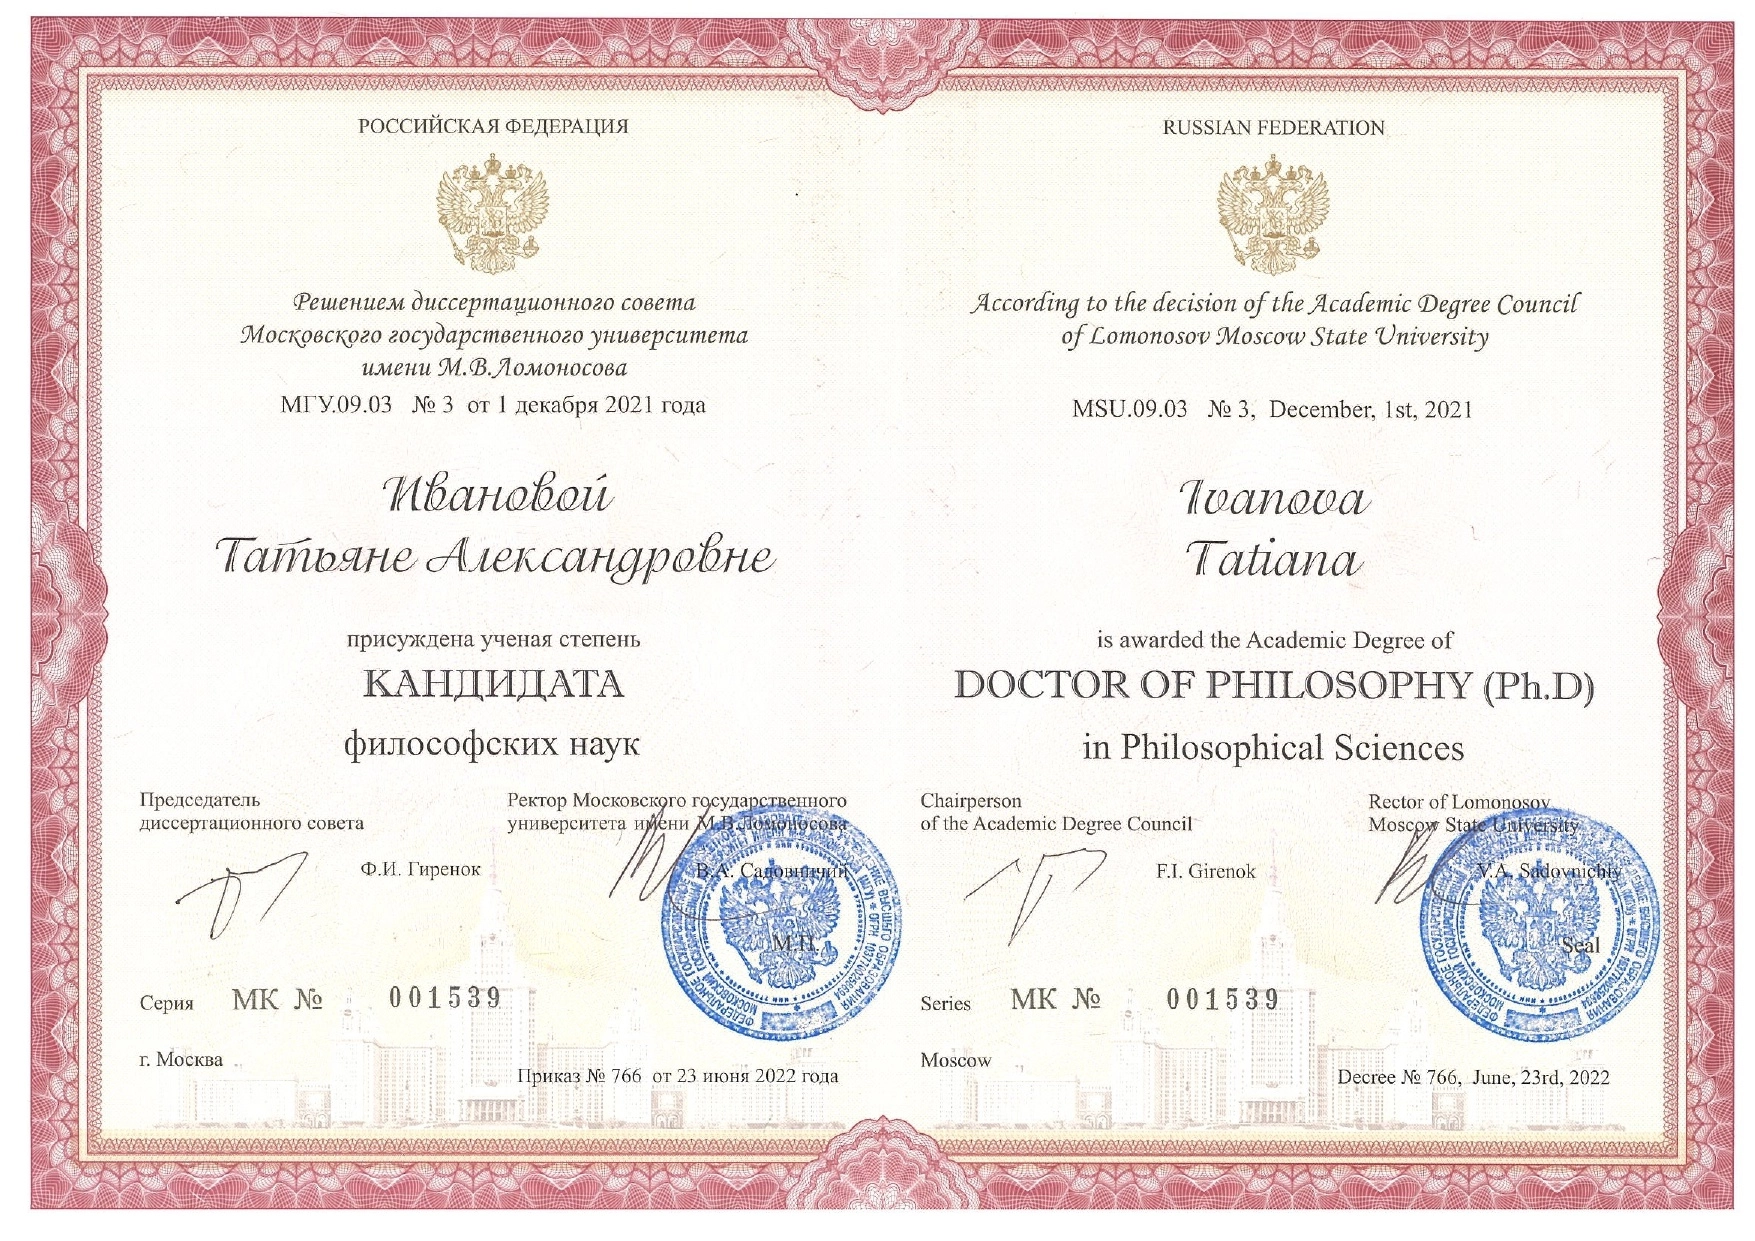 РОССИЙСКАЯ ФЕДЕРАЦИЯ
Решением диссертационного совета
Московского государственного университета
имени М.В.Ломоносова
МГУ.09.03 № 3 от 1 декабря 2021 года
Ивановой
Татьяне Александровне
присуждена ученая степень
КАНДИДАТА
философских наук
Председатель
диссертационного совета
Ф.И. Гиренок
Ректор Московского государственного
университета имени М.В.Ломоносова
В.А. Садовничий
М.П.
Серия МК № 001539
г. Москва
Приказ № 766 от 23 июня 2022 года
RUSSIAN FEDERATION
According to the decision of the Academic Degree Council
of Lomonosov Moscow State University
MSU.09.03 № 3, December, 1st, 2021
Ivanova
Tatiana
is awarded the Academic Degree of
DOCTOR OF PHILOSOPHY (Ph.D)
in Philosophical Sciences
Chairperson
of the Academic Degree Council
F.I. Girenok
Rector of Lomonosov
Moscow State University
V.A. Sadovnichiy
Seal
Series МК № 001539
Moscow
Decree № 766, June, 23rd, 2022